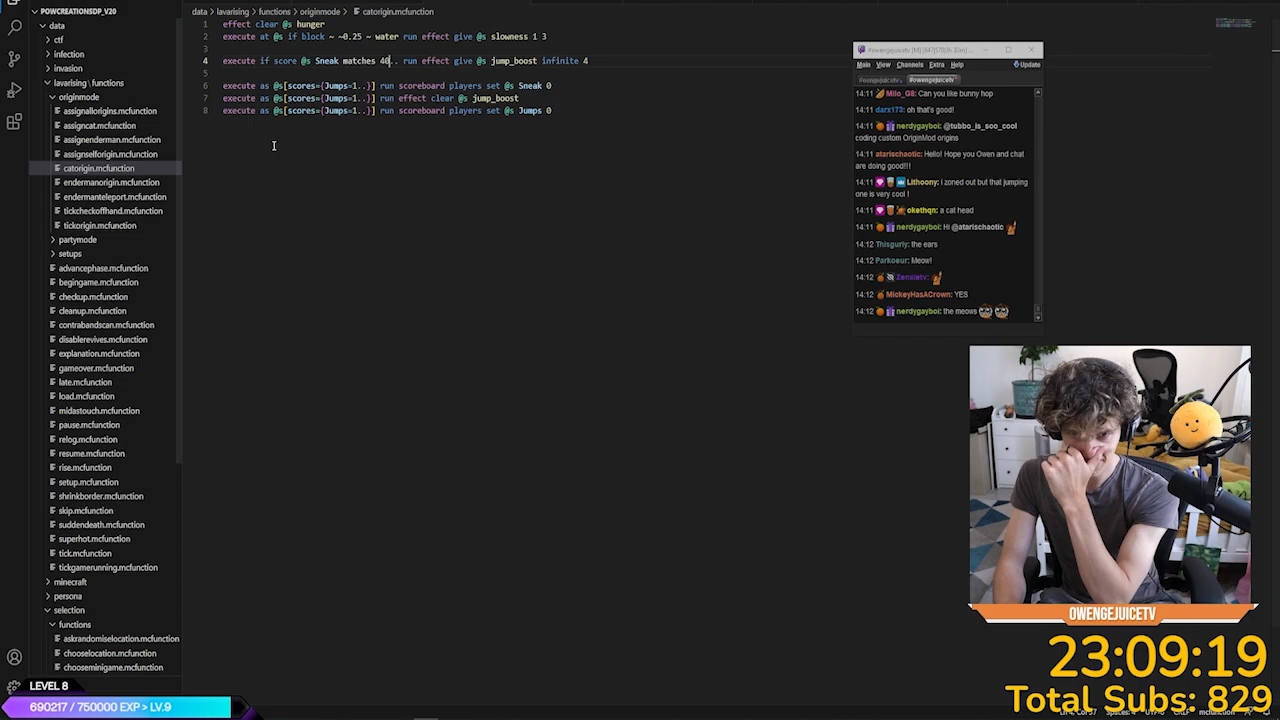 POWCREATIONSDP_V20
data
ctf
infection
invasion
lavarising \ functions
originmode
assignallorigins.mcfunction
assigncat.mcfunction
assignenderman.mcfunction
assignselforigin.mcfunction
catorigin.mcfunction
endermanorigin.mcfunction
endermanteleport.mcfunction
tickcheckoffhand.mcfunction
tickorigin.mcfunction
partymode
setups
advancephase.mcfunction
begingame.mcfunction
checkup.mcfunction
cleanup.mcfunction
contrabandscan.mcfunction
disablerevives.mcfunction
explanation.mcfunction
gameover.mcfunction
late.mcfunction
load.mcfunction
midastouch.mcfunction
pause.mcfunction
relog.mcfunction
resume.mcfunction
rise.mcfunction
setup.mcfunction
shrinkborder.mcfunction
skip.mcfunction
suddendeath.mcfunction
superhot.mcfunction
tick.mcfunction
tickgamerunning.mcfunction
minecraft
persona
selection
functions
askrandomiselocation.mcfunction
chooselocation.mcfunction
chooseminigame.mcfunction
data > lavarising > functions > originmode > catorigin.mcfunction
1 effect clear @s hunger
2 execute at @s if block ~ ~0.25 ~ water run effect give @s slowness 1 3
3
4 execute if score @s Sneak matches 40.. run effect give @s jump_boost infinite 4
5
6 execute as @s[scores={Jumps=1..}] run scoreboard players set @s Sneak 0
7 execute as @s[scores={Jumps=1..}] run effect clear @s jump_boost
8 execute as @s[scores={Jumps=1..}] run scoreboard players set @s Jumps 0
Main View Channels Extra Help Update
#owengejuicetv #owengejuicetv
14:11 Milo_G8: Can you like bunny hop
14:11 darx173: oh that's good!
14:11 nerdygayboi: @tubbo_is_soo_cool
coding custom OriginMod origins
14:11 atarischaotic: Hello! Hope you Owen and chat
are doing good!!!
14:11 Lithoony: i zoned out but that jumping
one is very cool !
14:11 okethqn: a cat head
14:11 nerdygayboi: Hi @atarischaotic
14:12 Thisgurly: the ears
14:12 Parkoeur: Meow!
14:12 Zenxietv:
14:12 MickeyHasACrown: YES
14:12 nerdygayboi: the meows
OWENGEJUICETV
23:09:19
Total Subs: 829
LEVEL 8
690217 / 750000 EXP > LV.9